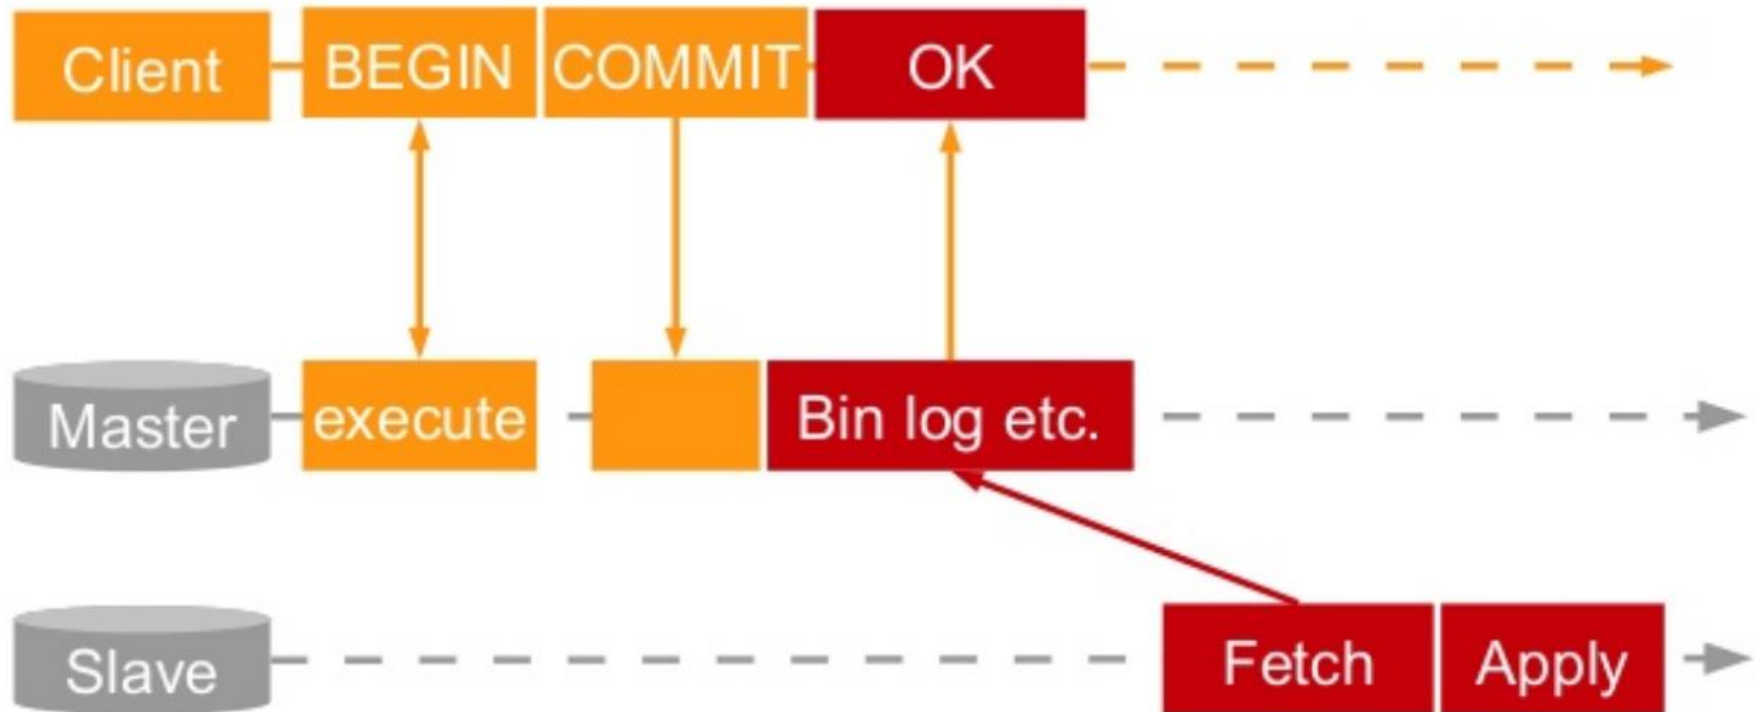 Client BEGIN COMMIT OK
Master execute Bin log etc.
Slave Fetch Apply